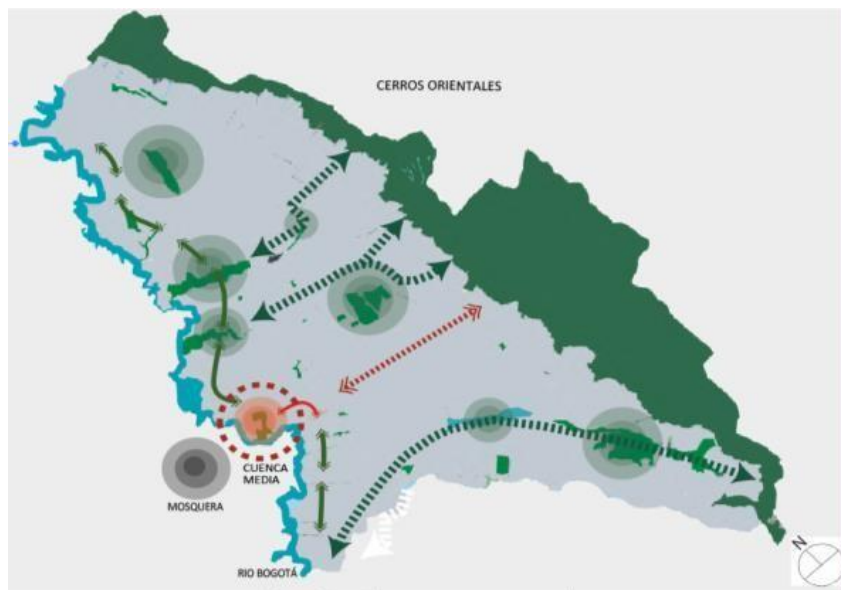 CERROS ORIENTALES
CUENCA
MEDIA
MOSQUERA
RIO BOGOTÁ
N